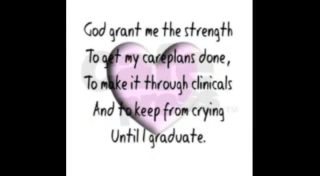 God grant me the strength
To get my careplans done,
To make it through clinicals
And to keep from crying
Until I graduate.